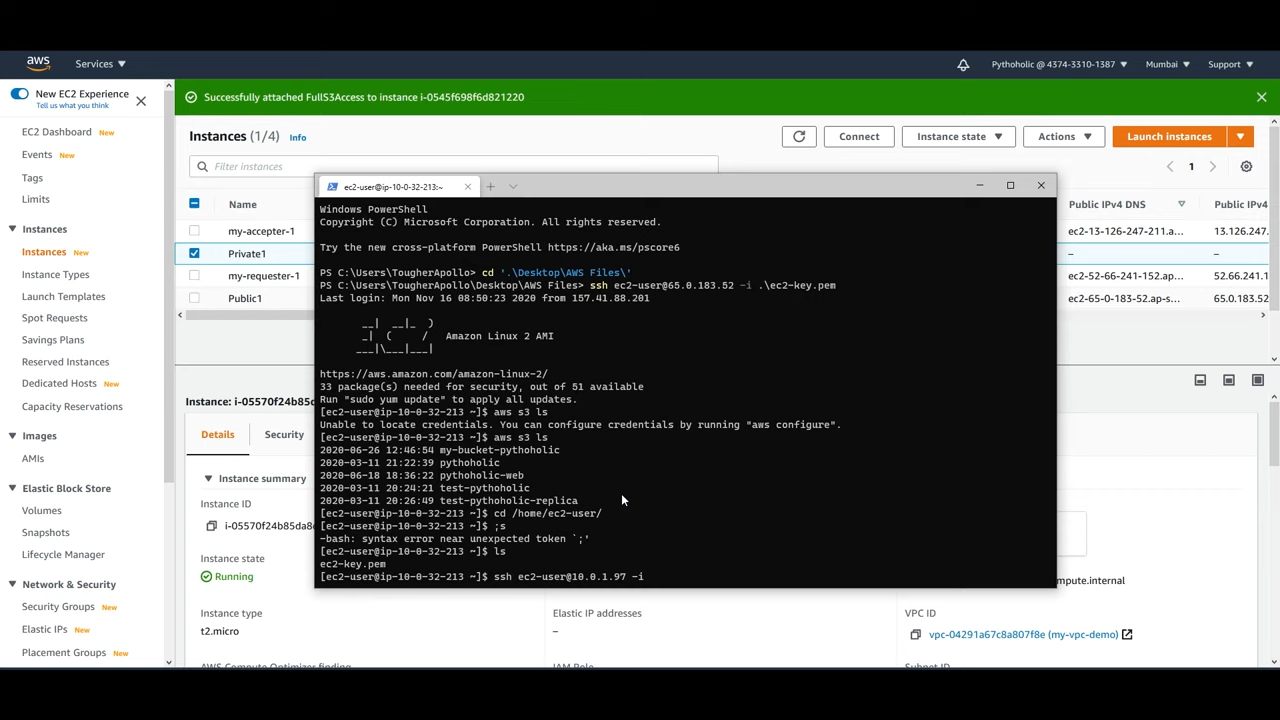 aws
Services
Pythoholic @ 4374-3310-1387
Mumbai
Support
New EC2 Experience
Tell us what you think
EC2 Dashboard New
Events New
Tags
Limits
Instances
Instances New
Instance Types
Launch Templates
Spot Requests
Savings Plans
Reserved Instances
Dedicated Hosts New
Capacity Reservations
Images
AMIs
Elastic Block Store
Volumes
Snapshots
Lifecycle Manager
Network & Security
Security Groups New
Elastic IPs New
Placement Groups New
Successfully attached FullS3Access to instance i-0545f698f6d821220
Instances (1/4) Info
Connect
Instance state
Actions
Launch instances
Filter instances
1
Name
Public IPv4 DNS
Public IPv4
my-accepter-1
ec2-13-126-247-211.a...
13.126.247.
Private1
–
–
my-requester-1
ec2-52-66-241-152.ap...
52.66.241.1
Public1
ec2-65-0-183-52.ap-s...
65.0.183.52
ec2-user@ip-10-0-32-213:~
Windows PowerShell
Copyright (C) Microsoft Corporation. All rights reserved.
Try the new cross-platform PowerShell https://aka.ms/pscore6
PS C:\Users\TougherApollo> cd '.\Desktop\AWS Files\'
PS C:\Users\TougherApollo\Desktop\AWS Files> ssh ec2-user@65.0.183.52 -i .\ec2-key.pem
Last login: Mon Nov 16 08:50:23 2020 from 157.41.88.201
__|  __|_  )
_|  (     /   Amazon Linux 2 AMI
___|\___|___|
https://aws.amazon.com/amazon-linux-2/
33 package(s) needed for security, out of 51 available
Run "sudo yum update" to apply all updates.
[ec2-user@ip-10-0-32-213 ~]$ aws s3 ls
Unable to locate credentials. You can configure credentials by running "aws configure".
[ec2-user@ip-10-0-32-213 ~]$ aws s3 ls
2020-06-26 12:46:54 my-bucket-pythoholic
2020-03-11 21:22:39 pythoholic
2020-06-18 18:36:22 pythoholic-web
2020-03-11 20:24:21 test-pythoholic
2020-03-11 20:26:49 test-pythoholic-replica
[ec2-user@ip-10-0-32-213 ~]$ cd /home/ec2-user/
[ec2-user@ip-10-0-32-213 ~]$ ;s
-bash: syntax error near unexpected token `;'
[ec2-user@ip-10-0-32-213 ~]$ ls
ec2-key.pem
[ec2-user@ip-10-0-32-213 ~]$ ssh ec2-user@10.0.1.97 -i
Instance: i-05570f24b85d
Details
Security
Instance summary
Instance ID
i-05570f24b85da8
Instance state
Running
mpute.internal
Instance type
Elastic IP addresses
VPC ID
t2.micro
–
vpc-04291a67c8a807f8e (my-vpc-demo)
AWS Compute Optimizer finding
IAM Role
Subnet ID